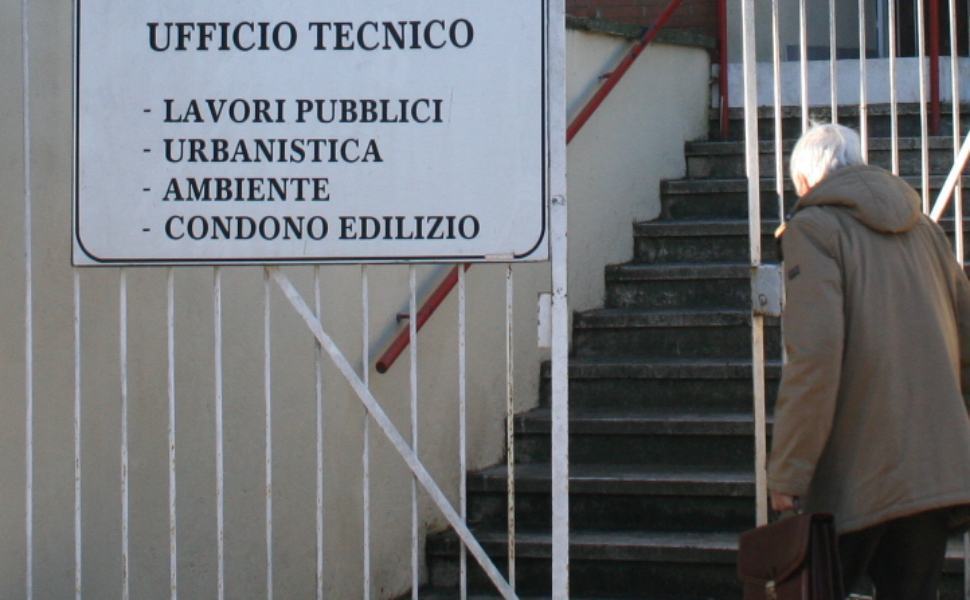 UFFICIO TECNICO
- LAVORI PUBBLICI
- URBANISTICA
- AMBIENTE
- CONDONO EDILIZIO